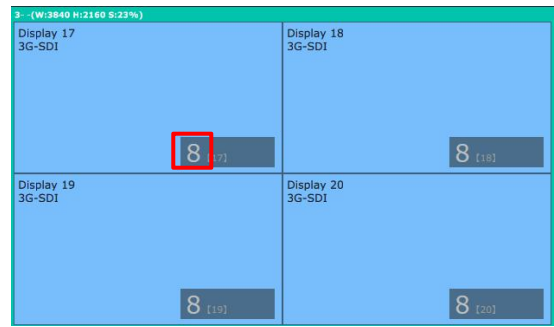 3- -(W:3840 H:2160 S:23%)
Display 17
3G-SDI
8 【17】
Display 18
3G-SDI
8 【18】
Display 19
3G-SDI
8 【19】
Display 20
3G-SDI
8 【20】